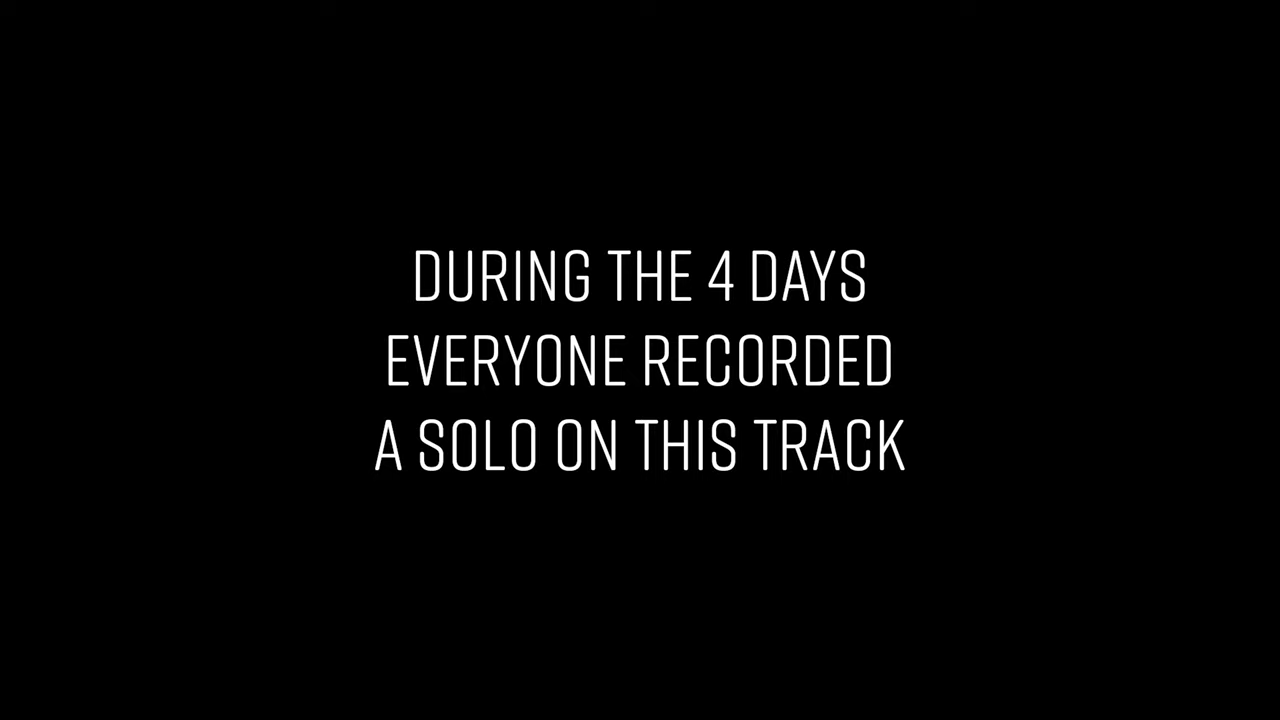 DURING THE 4 DAYS
EVERYONE RECORDED
A SOLO ON THIS TRACK